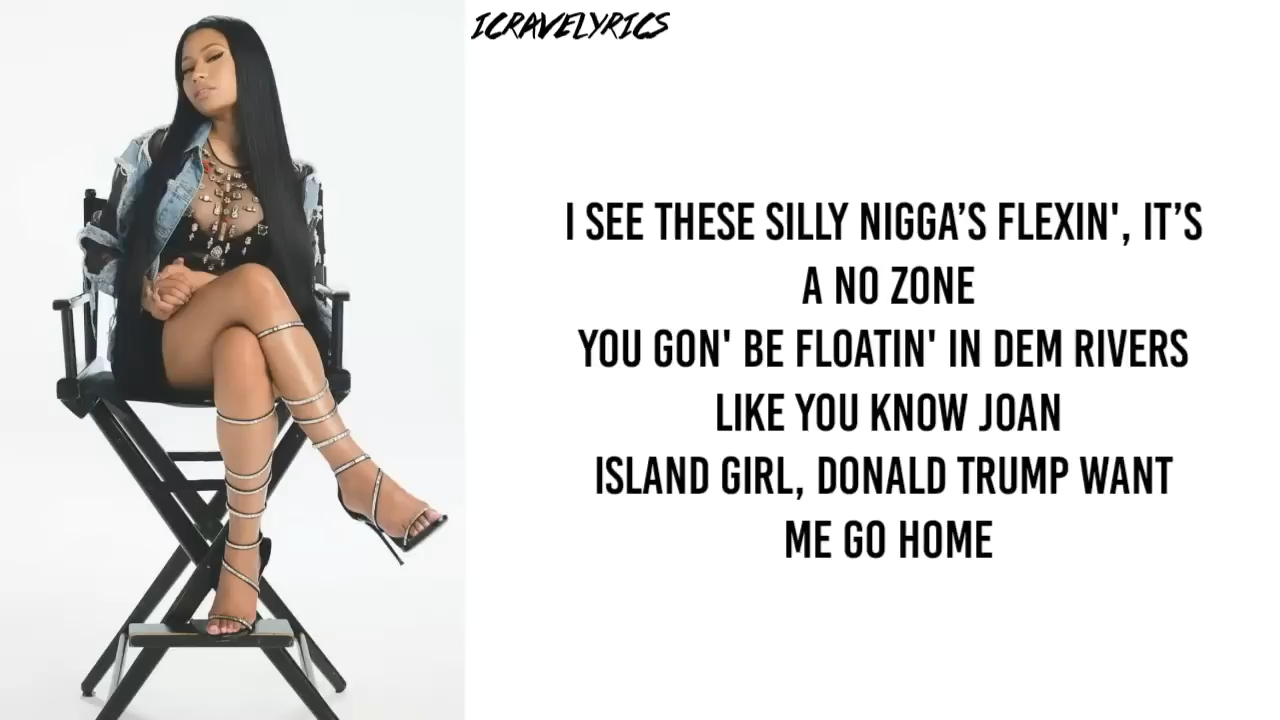 ICRAVELYRICS
I SEE THESE SILLY NIGGA’S FLEXIN', IT’S
A NO ZONE
YOU GON' BE FLOATIN' IN DEM RIVERS
LIKE YOU KNOW JOAN
ISLAND GIRL, DONALD TRUMP WANT
ME GO HOME